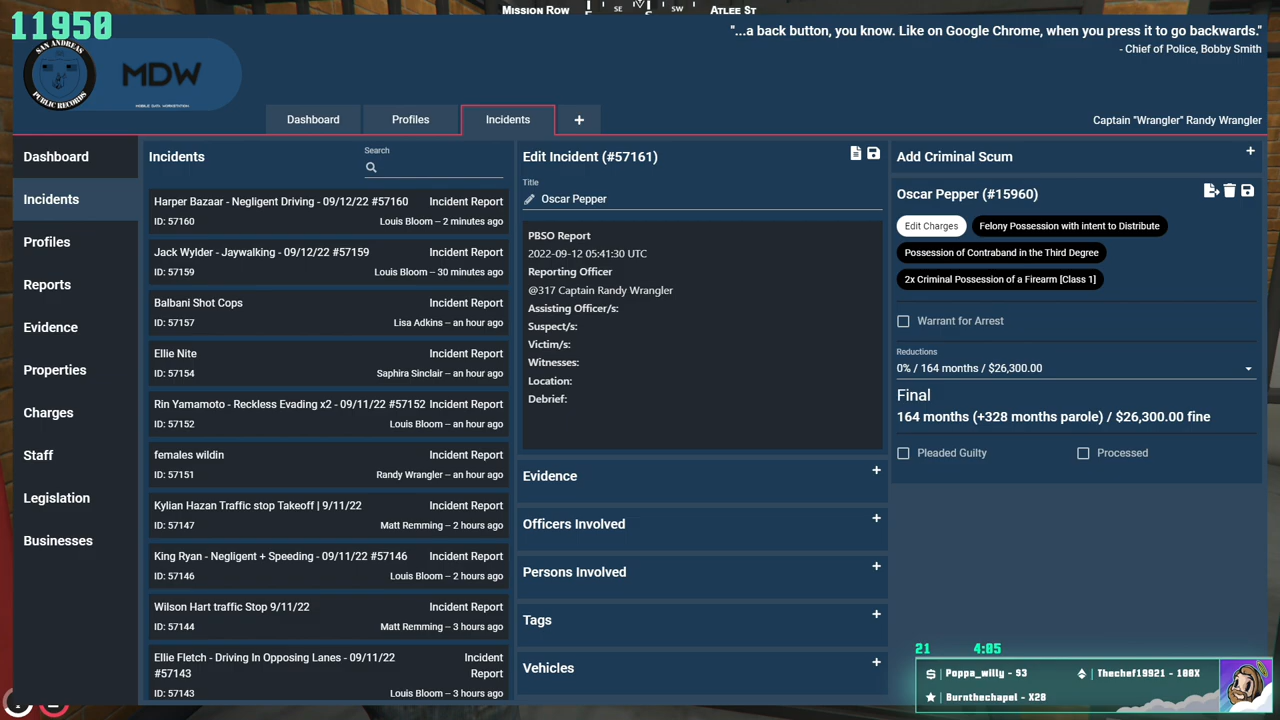 Mission Row
SE
SW
Atlee St
11950
SAN ANDREAS
PUBLIC RECORDS
MDW
MOBILE DATA WORKSTATION
"...a back button, you know. Like on Google Chrome, when you press it to go backwards."
- Chief of Police, Bobby Smith
Dashboard
Profiles
Incidents
+
Captain "Wrangler" Randy Wrangler
Dashboard
Incidents
Profiles
Reports
Evidence
Properties
Charges
Staff
Legislation
Businesses
Incidents
Search
Harper Bazaar - Negligent Driving - 09/12/22 #57160 Incident Report
ID: 57160 Louis Bloom – 2 minutes ago
Jack Wylder - Jaywalking - 09/12/22 #57159 Incident Report
ID: 57159 Louis Bloom – 30 minutes ago
Balbani Shot Cops Incident Report
ID: 57157 Lisa Adkins – an hour ago
Ellie Nite Incident Report
ID: 57154 Saphira Sinclair – an hour ago
Rin Yamamoto - Reckless Evading x2 - 09/11/22 #57152 Incident Report
ID: 57152 Louis Bloom – an hour ago
females wildin Incident Report
ID: 57151 Randy Wrangler – an hour ago
Kylian Hazan Traffic stop Takeoff | 9/11/22 Incident Report
ID: 57147 Matt Remming – 2 hours ago
King Ryan - Negligent + Speeding - 09/11/22 #57146 Incident Report
ID: 57146 Louis Bloom – 2 hours ago
Wilson Hart traffic Stop 9/11/22 Incident Report
ID: 57144 Matt Remming – 3 hours ago
Ellie Fletch - Driving In Opposing Lanes - 09/11/22 Incident
#57143 Report
ID: 57143 Louis Bloom – 3 hours ago
Edit Incident (#57161)
Title
Oscar Pepper
PBSO Report
2022-09-12 05:41:30 UTC
Reporting Officer
@317 Captain Randy Wrangler
Assisting Officer/s:
Suspect/s:
Victim/s:
Witnesses:
Location:
Debrief:
Evidence +
Officers Involved +
Persons Involved +
Tags +
Vehicles +
Add Criminal Scum +
Oscar Pepper (#15960)
Edit Charges
Felony Possession with intent to Distribute
Possession of Contraband in the Third Degree
2x Criminal Possession of a Firearm [Class 1]
Warrant for Arrest
Reductions
0% / 164 months / $26,300.00
Final
164 months (+328 months parole) / $26,300.00 fine
Pleaded Guilty
Processed
21 4:05
Poppa_willy - 93
Thechef19921 - 100X
Burnthechapel - X28